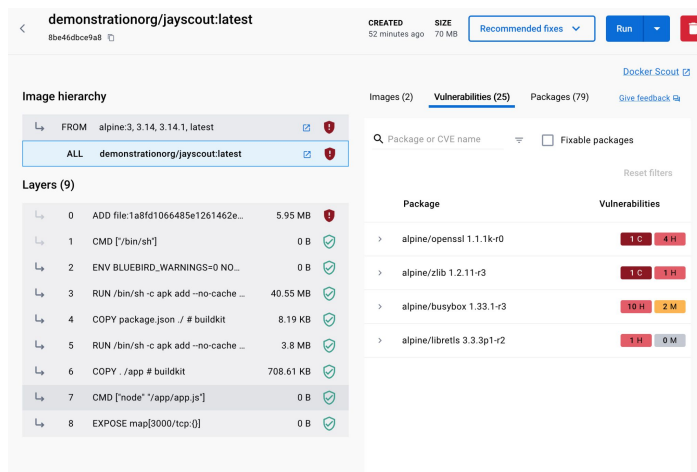 demonstrationorg/jayscout:latest
8be46dbce9a8
CREATED
52 minutes ago
SIZE
70 MB
Recommended fixes
Run
Docker Scout
Image hierarchy
FROM alpine:3, 3.14, 3.14.1, latest
ALL demonstrationorg/jayscout:latest
Layers (9)
0 ADD file:1a8fd1066485e1261462e... 5.95 MB
1 CMD ["/bin/sh"] 0 B
2 ENV BLUEBIRD_WARNINGS=0 NO... 0 B
3 RUN /bin/sh -c apk add --no-cache ... 40.55 MB
4 COPY package.json ./ # buildkit 8.19 KB
5 RUN /bin/sh -c apk add --no-cache ... 3.8 MB
6 COPY . /app # buildkit 708.61 KB
7 CMD ["node" "/app/app.js"] 0 B
8 EXPOSE map[3000/tcp:{}] 0 B
Images (2) Vulnerabilities (25) Packages (79) Give feedback
Package or CVE name Fixable packages
Reset filters
Package Vulnerabilities
alpine/openssl 1.1.1k-r0 1 C 4 H
alpine/zlib 1.2.11-r3 1 C 1 H
alpine/busybox 1.33.1-r3 10 H 2 M
alpine/libretls 3.3.3p1-r2 1 H 0 M